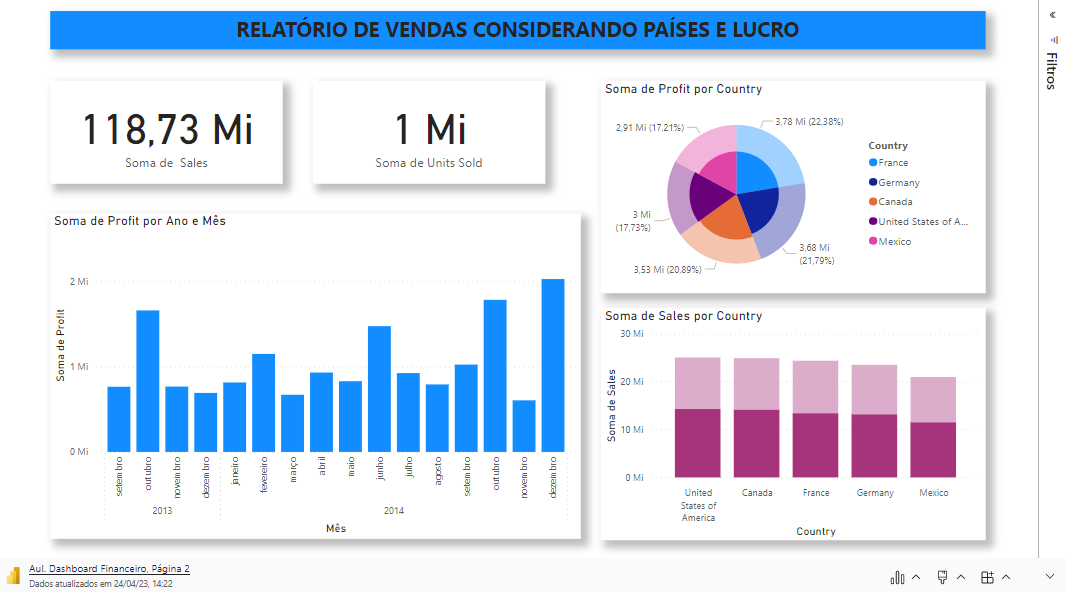 RELATÓRIO DE VENDAS CONSIDERANDO PAÍSES E LUCRO
Filtros
118,73 Mi
Soma de Sales
1 Mi
Soma de Units Sold
Soma de Profit por Country
2,91 Mi (17,21%)
3,78 Mi (22,38%)
3 Mi
(17,73%)
3,68 Mi
(21,79%)
3,53 Mi (20,89%)
Country
France
Germany
Canada
United States of A...
Mexico
Soma de Profit por Ano e Mês
Soma de Profit
2 Mi
1 Mi
0 Mi
setembro
outubro
novembro
dezembro
janeiro
fevereiro
março
abril
maio
junho
julho
agosto
setembro
outubro
novembro
dezembro
2013
2014
Mês
Soma de Sales por Country
Soma de Sales
30 Mi
20 Mi
10 Mi
0 Mi
United
States of
America
Canada
France
Germany
Mexico
Country
Aul. Dashboard Financeiro, Página 2
Dados atualizados em 24/04/23, 14:22